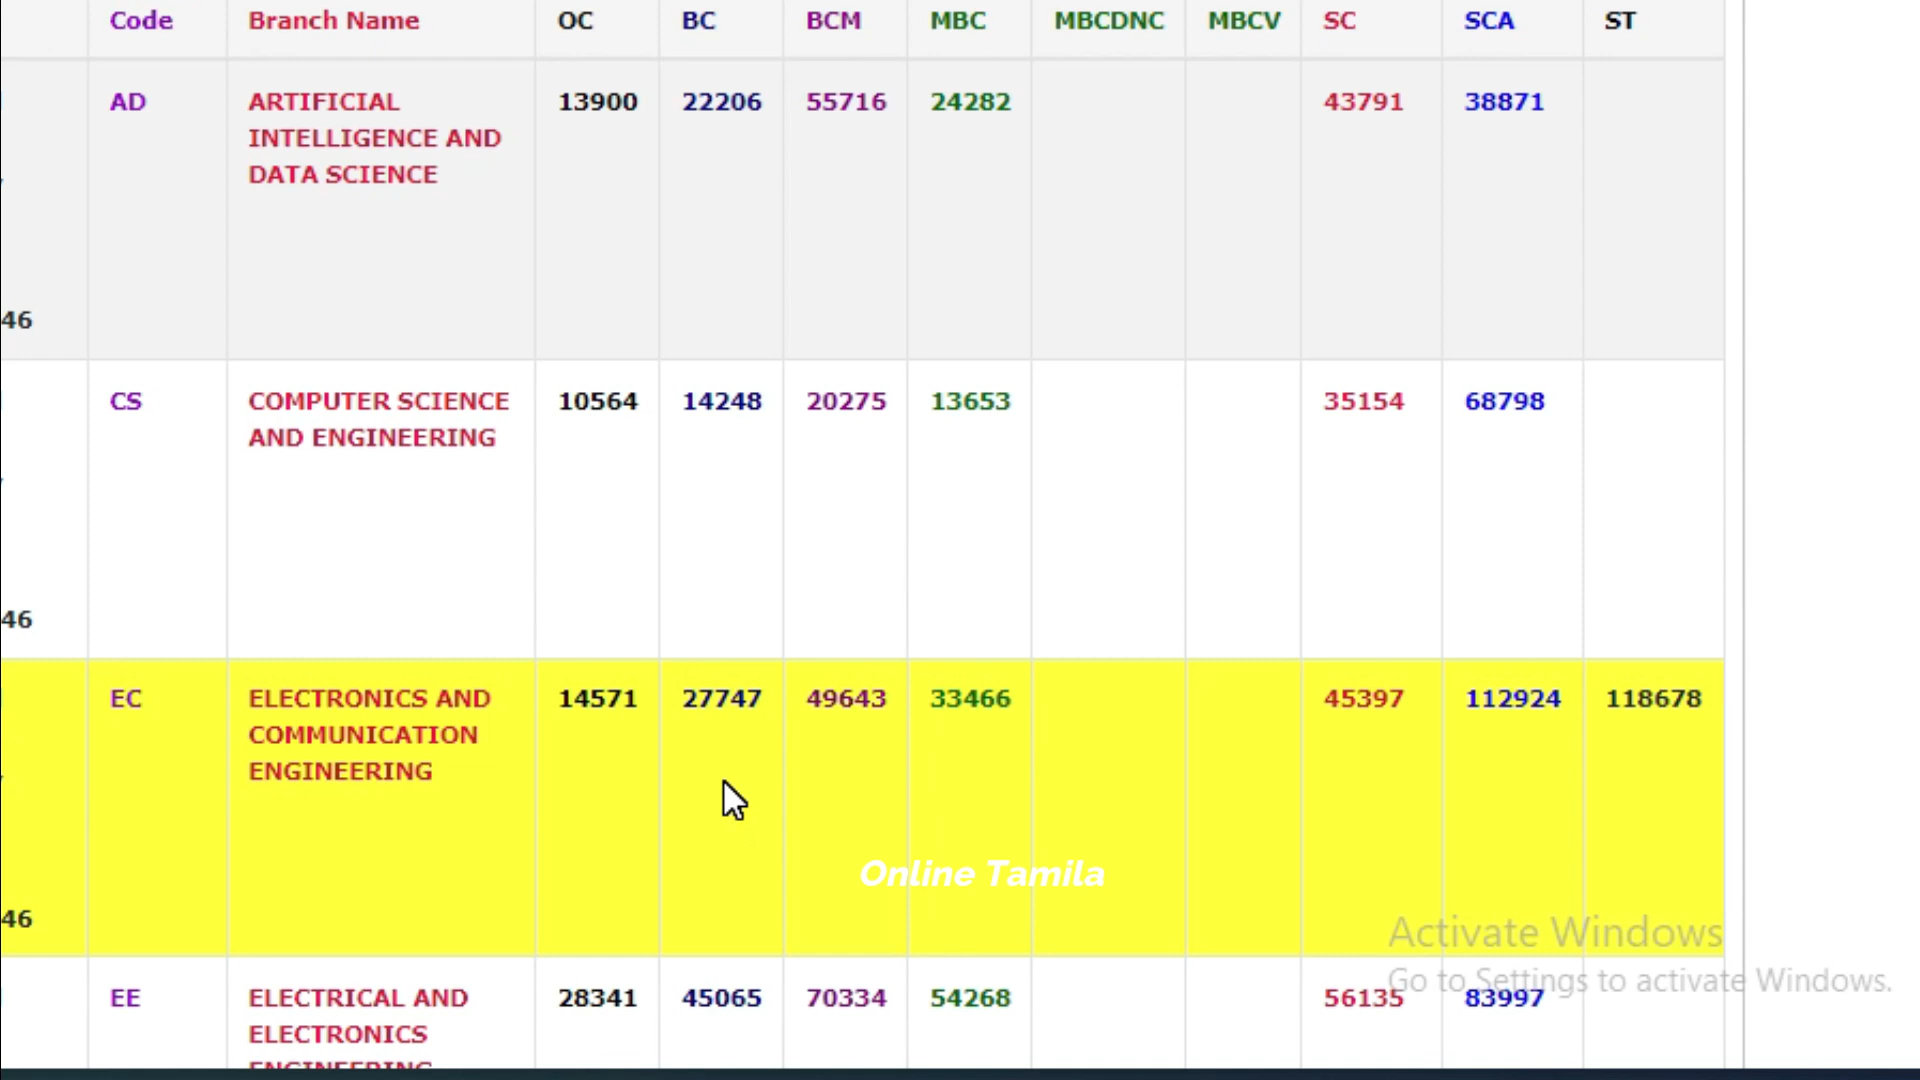 Code Branch Name OC BC BCM MBC MBCDNC MBCV SC SCA ST
AD ARTIFICIAL 13900 22206 55716 24282 43791 38871
INTELLIGENCE AND
DATA SCIENCE
46
CS COMPUTER SCIENCE 10564 14248 20275 13653 35154 68798
AND ENGINEERING
46
EC ELECTRONICS AND 14571 27747 49643 33466 45397 112924 118678
COMMUNICATION
ENGINEERING
Online Tamila
46
Activate Windows
Go to Settings to activate Windows.
EE ELECTRICAL AND 28341 45065 70334 54268 56135 83997
ELECTRONICS
ENGINEERING